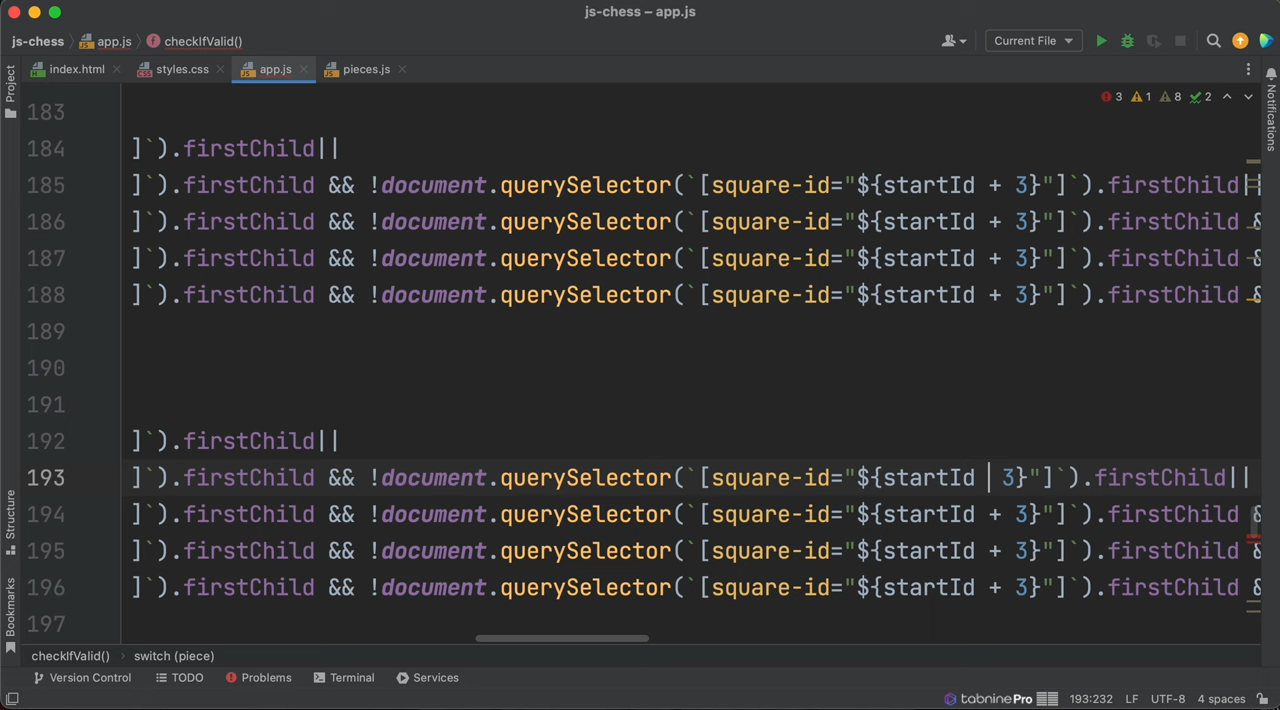 js-chess – app.js
js-chess app.js checkIfValid() Current File
index.html styles.css app.js pieces.js
Project
Notifications
3 1 8 2
183
184 ]`).firstChild||
185 ]`).firstChild && !document.querySelector(`[square-id="${startId + 3}"]`).firstChild||
186 ]`).firstChild && !document.querySelector(`[square-id="${startId + 3}"]`).firstChild &
187 ]`).firstChild && !document.querySelector(`[square-id="${startId + 3}"]`).firstChild &
188 ]`).firstChild && !document.querySelector(`[square-id="${startId + 3}"]`).firstChild &
189
190
191
192 ]`).firstChild||
193 ]`).firstChild && !document.querySelector(`[square-id="${startId  3}"]`).firstChild||
194 ]`).firstChild && !document.querySelector(`[square-id="${startId + 3}"]`).firstChild &
195 ]`).firstChild && !document.querySelector(`[square-id="${startId + 3}"]`).firstChild &
196 ]`).firstChild && !document.querySelector(`[square-id="${startId + 3}"]`).firstChild &
197
Structure
Bookmarks
checkIfValid() switch (piece)
Version Control TODO Problems Terminal Services
tabnine Pro 193:232 LF UTF-8 4 spaces